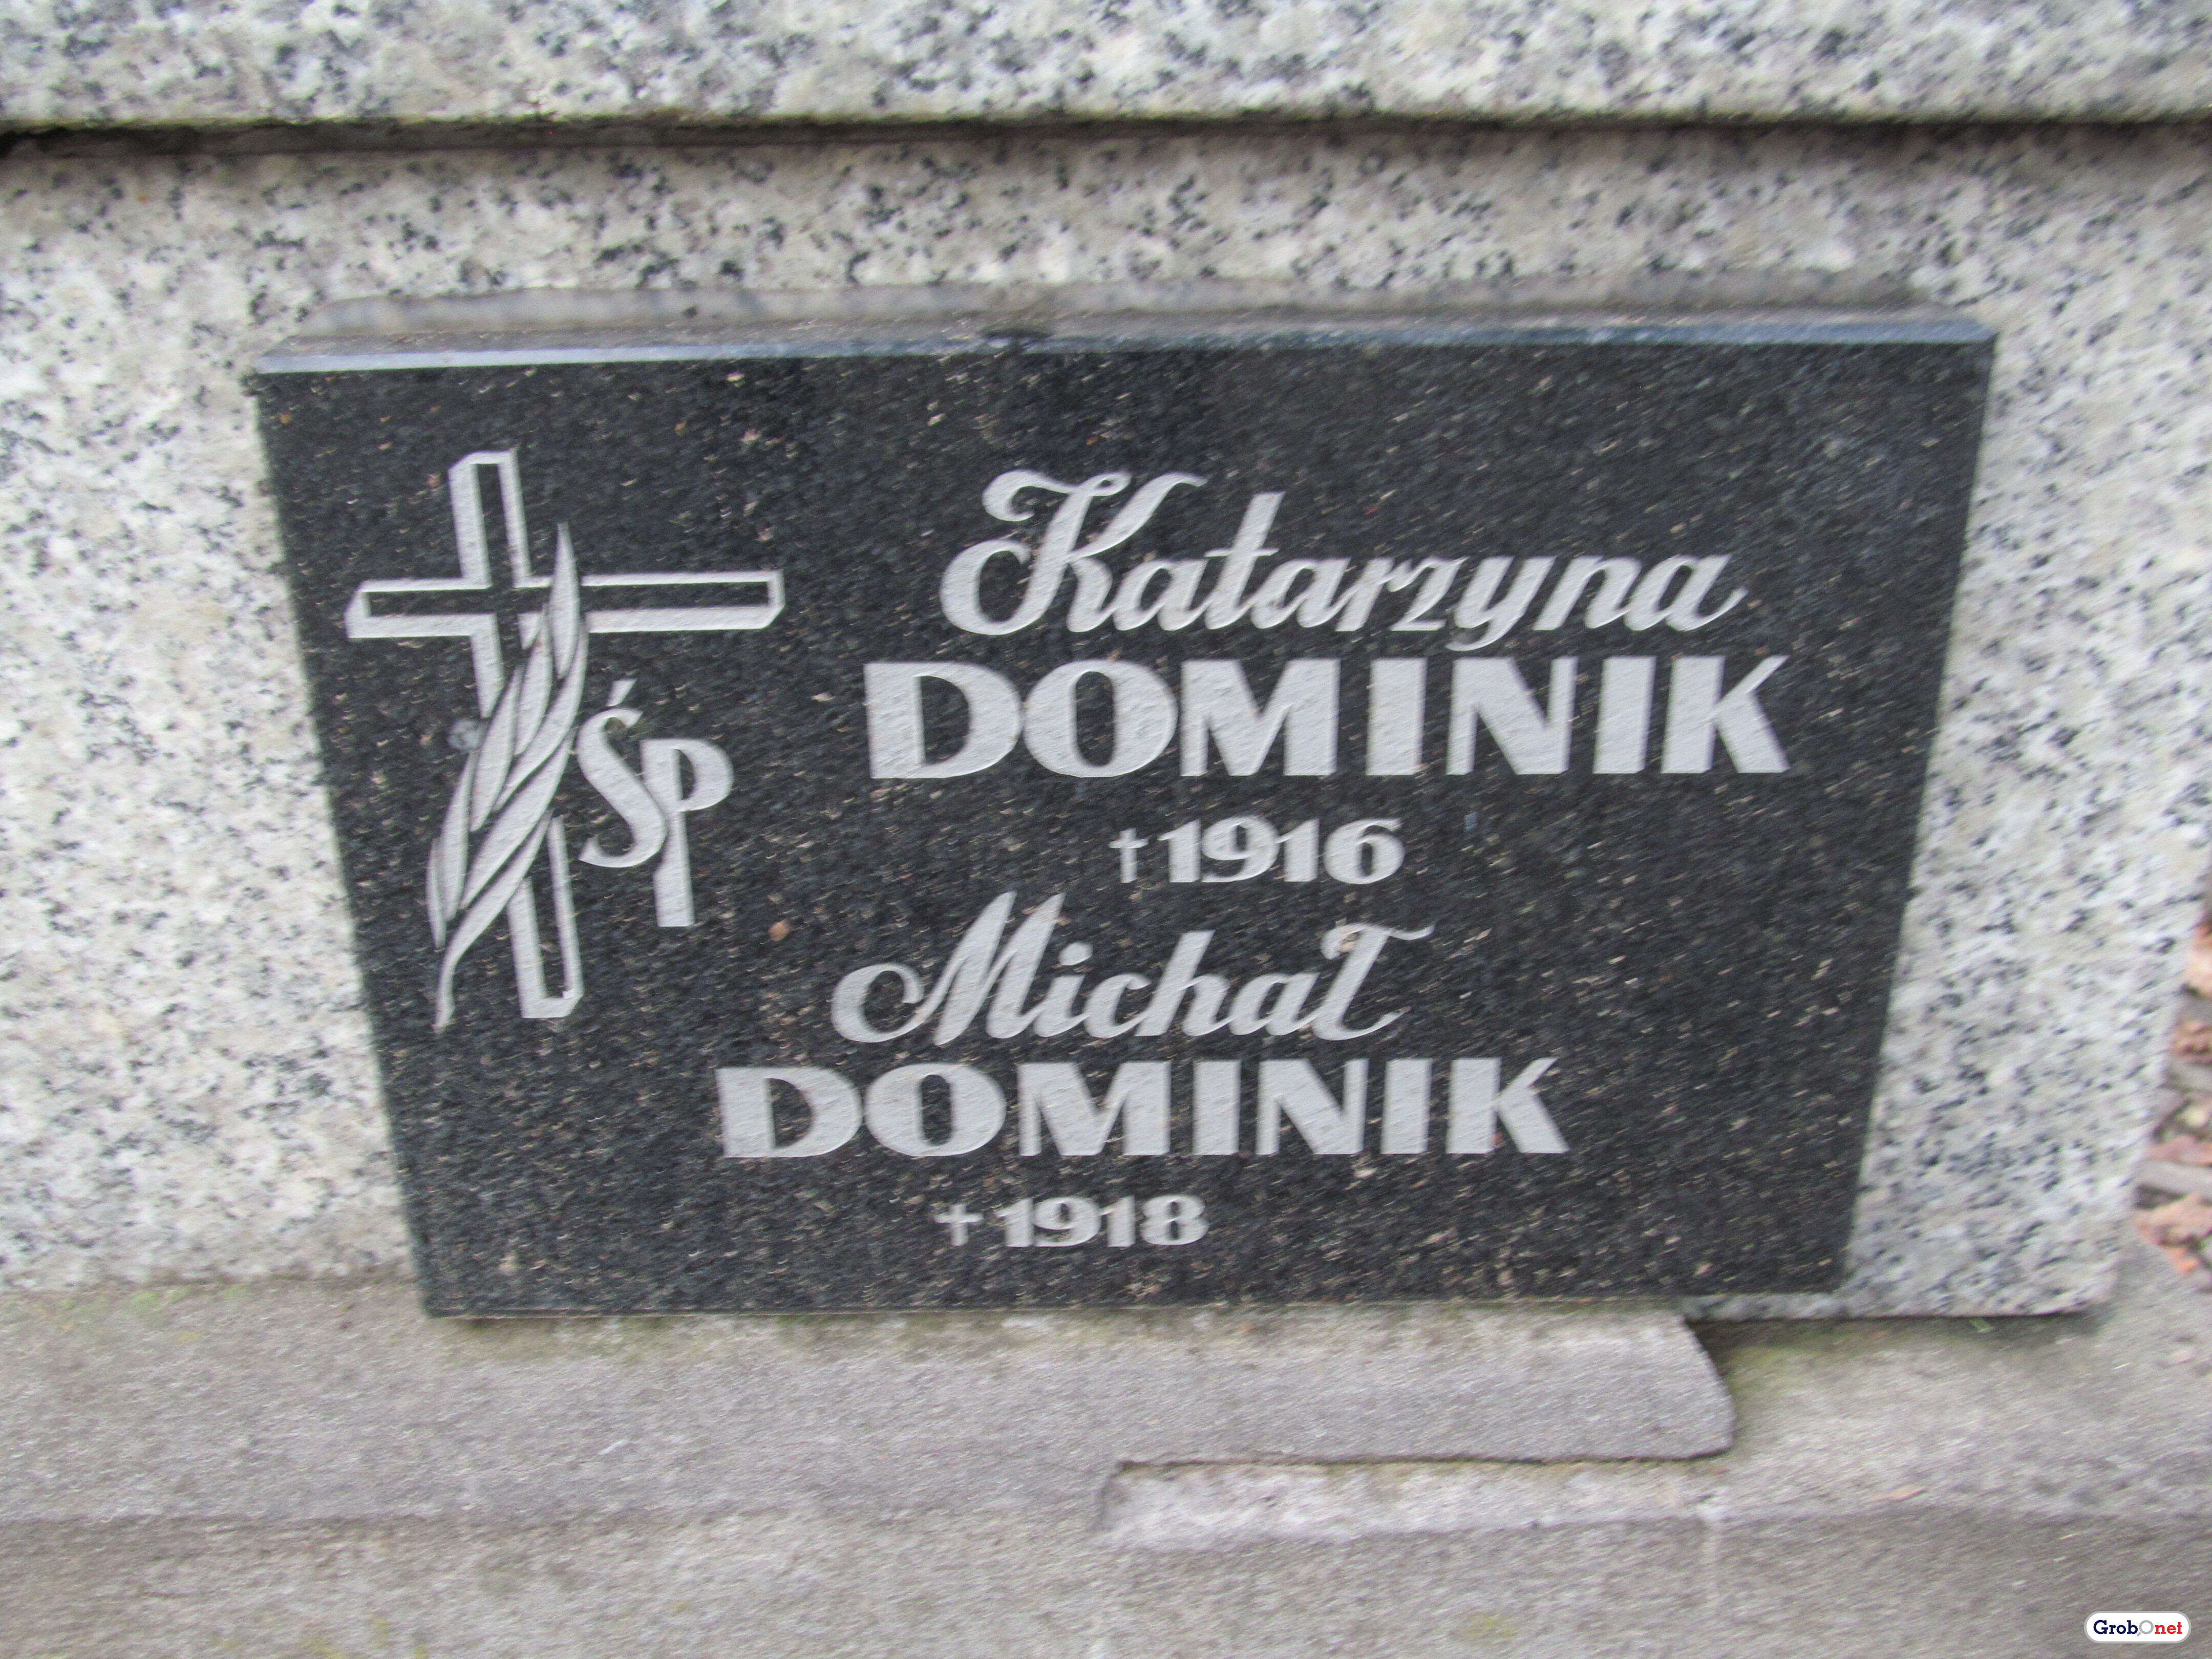 ŚP
Katarzyna
DOMINIK
†1916
Michał
DOMINIK
†1918
Grobonet